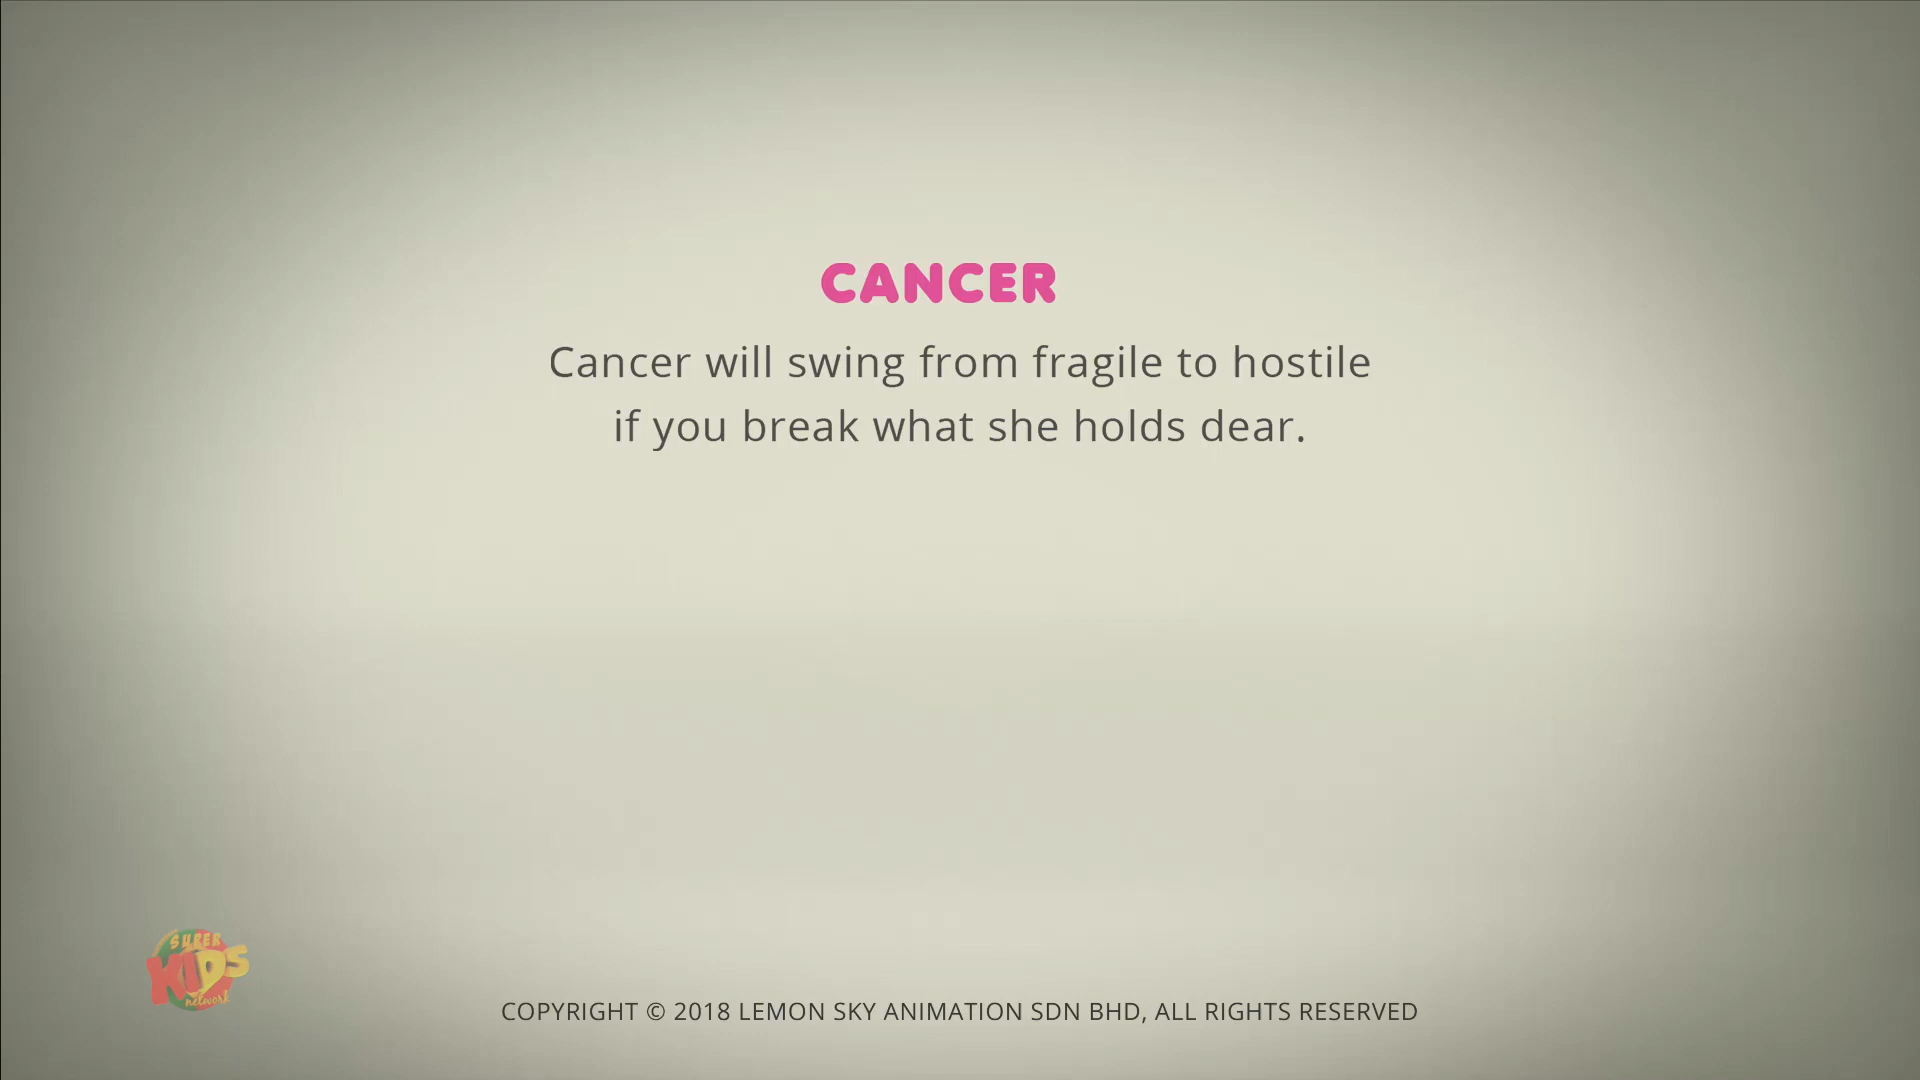 CANCER
Cancer will swing from fragile to hostile
if you break what she holds dear.
SUPER
KIDS
network
COPYRIGHT © 2018 LEMON SKY ANIMATION SDN BHD, ALL RIGHTS RESERVED